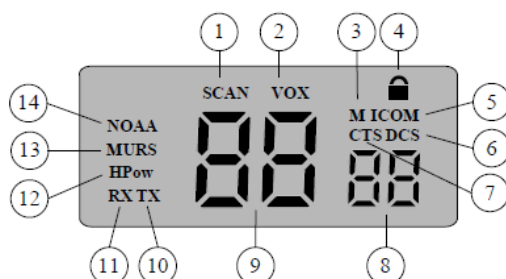 1 2 3 4
SCAN VOX
M ICOM 5
14 NOAA CTS DCS 6
13 MURS 88 88
12 HPow 7
RX TX
11 10 9 8